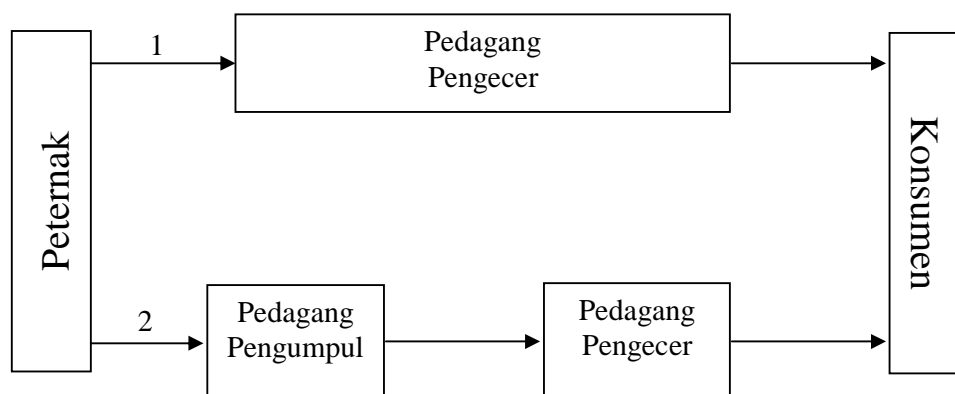 Peternak
1
Pedagang
Pengecer
2
Pedagang
Pengumpul
Pedagang
Pengecer
Konsumen